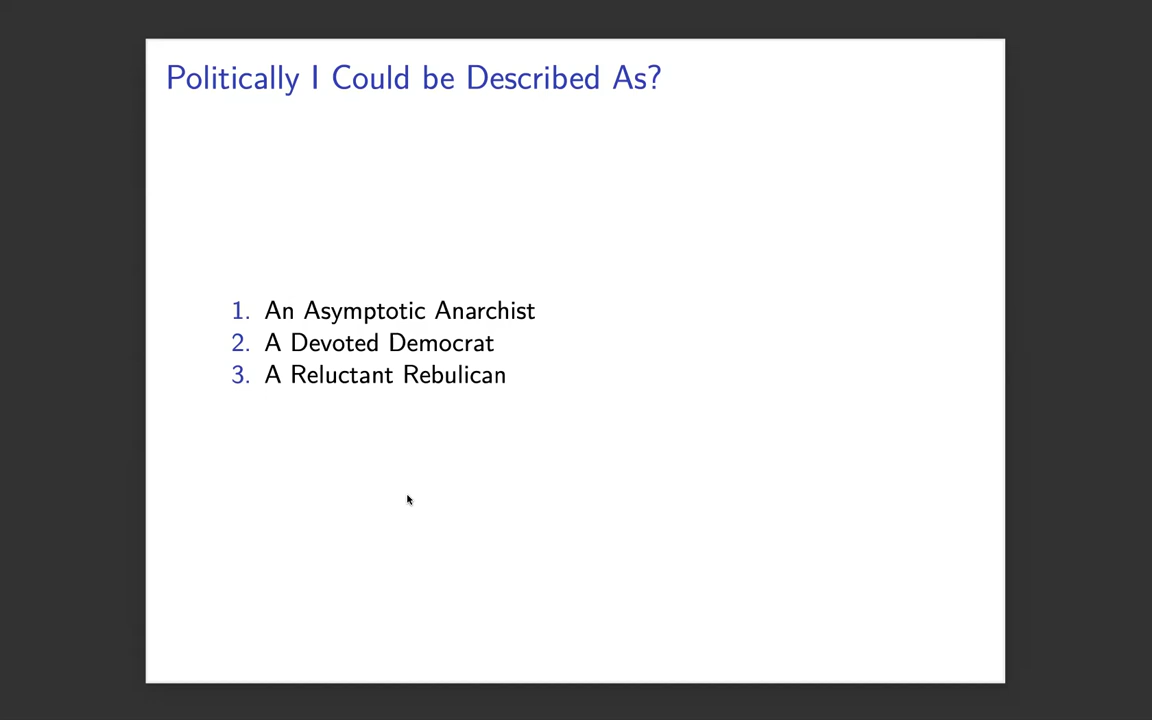 Politically I Could be Described As?
1. An Asymptotic Anarchist
2. A Devoted Democrat
3. A Reluctant Rebulican